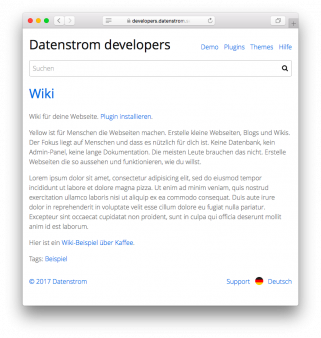 developers.datenstrom
Datenstrom developers
Demo Plugins Themes Hilfe
Suchen
Wiki
Wiki für deine Webseite. Plugin installieren.
Yellow ist für Menschen die Webseiten machen. Erstelle kleine Webseiten, Blogs und Wikis.
Der Fokus liegt auf Menschen und dass es nützlich für dich ist. Keine Datenbank, kein
Admin-Panel, keine lange Dokumentation. Die meisten Leute brauchen das nicht. Erstelle
Webseiten die so aussehen und funktionieren, wie du willst.
Lorem ipsum dolor sit amet, consectetur adipisicing elit, sed do eiusmod tempor
incididunt ut labore et dolore magna pizza. Ut enim ad minim veniam, quis nostrud
exercitation ullamco laboris nisi ut aliquip ex ea commodo consequat. Duis aute irure
dolor in reprehenderit in voluptate velit esse cillum dolore eu fugiat nulla pariatur.
Excepteur sint occaecat cupidatat non proident, sunt in culpa qui officia deserunt mollit
anim id est laborum.
Hier ist ein Wiki-Beispiel über Kaffee.
Tags: Beispiel
© 2017 Datenstrom Support Deutsch